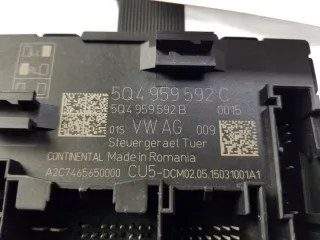 5Q4 959 592 C
5Q4 959 592 B 0015
01S VW AG 009
Steuergeraet Tuer
CONTINENTAL Made in Romania
A2C7465650000 CU5-DCM02.05.15031001A1